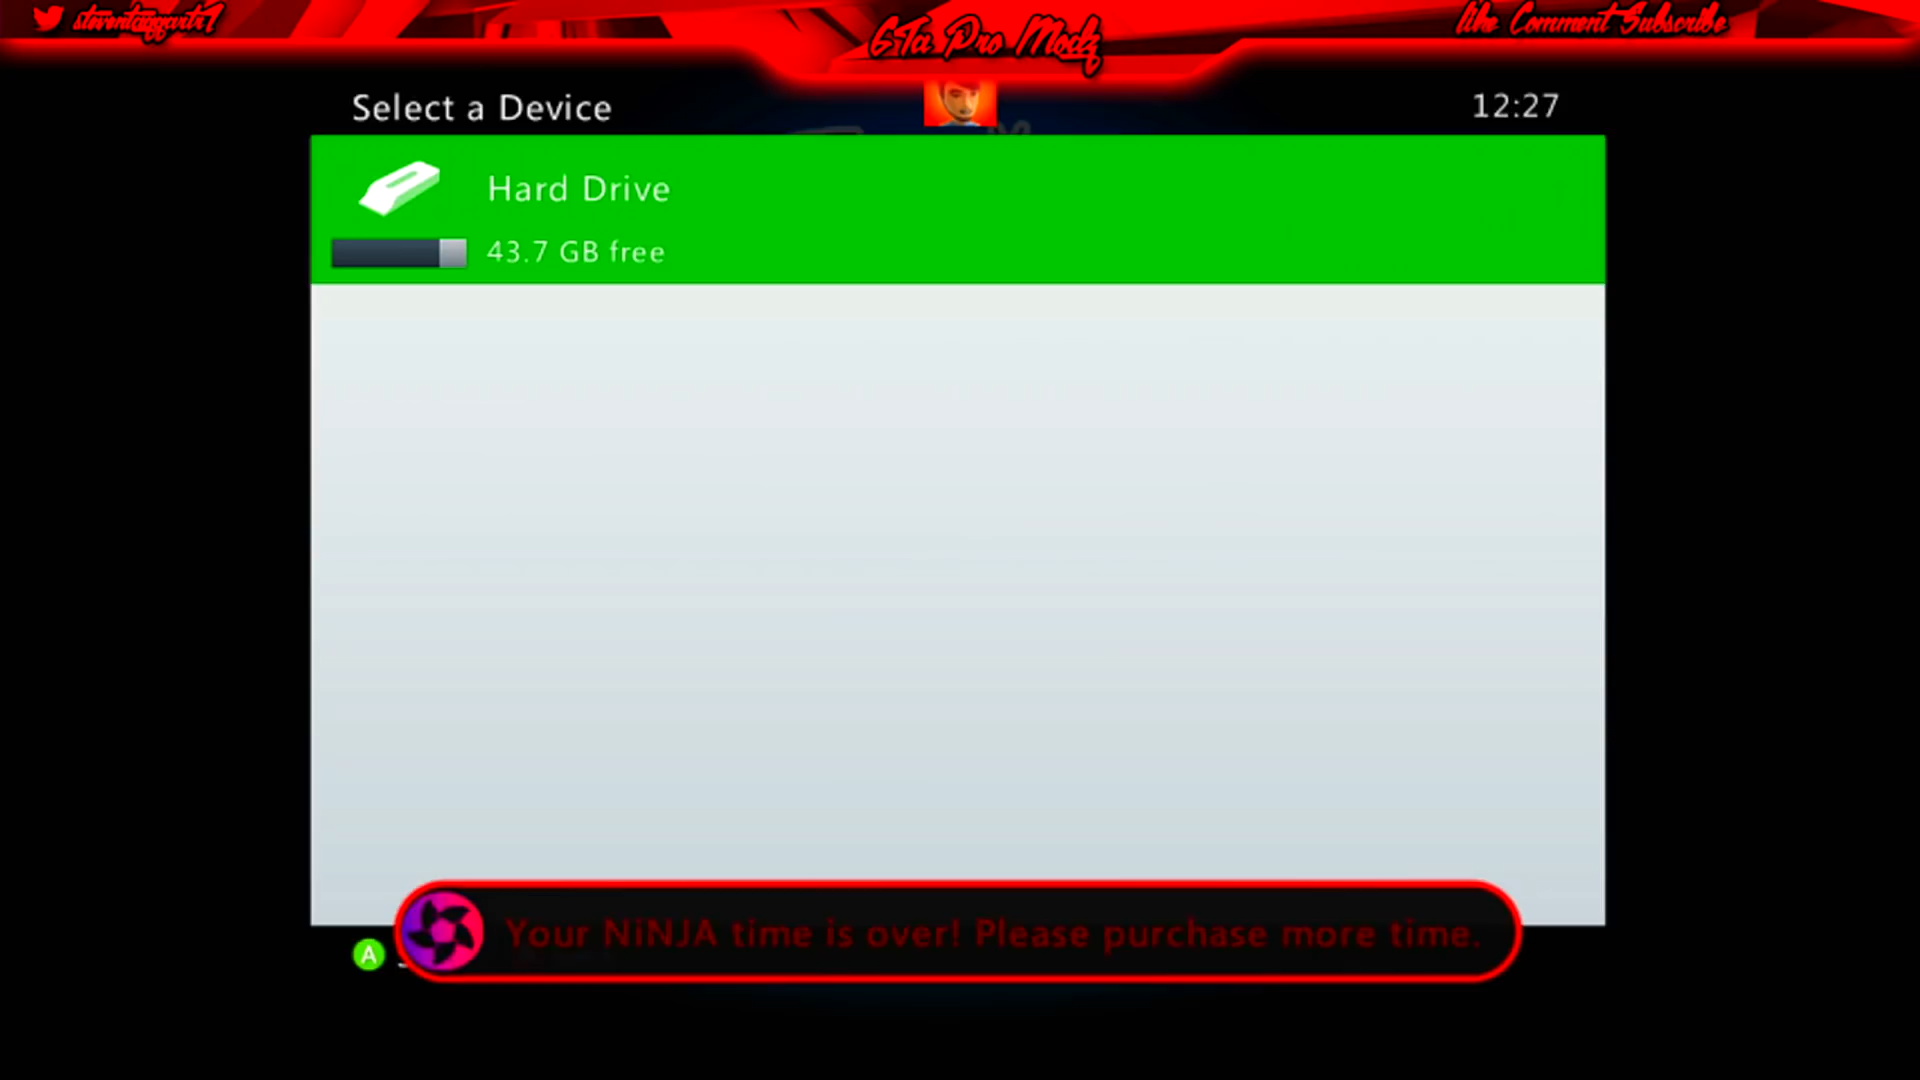 steventaggart17
GTa Pro Modz
Like Comment Subscribe
Select a Device
12:27
Hard Drive
43.7 GB free
Your NiNJA time is over! Please purchase more time.
A